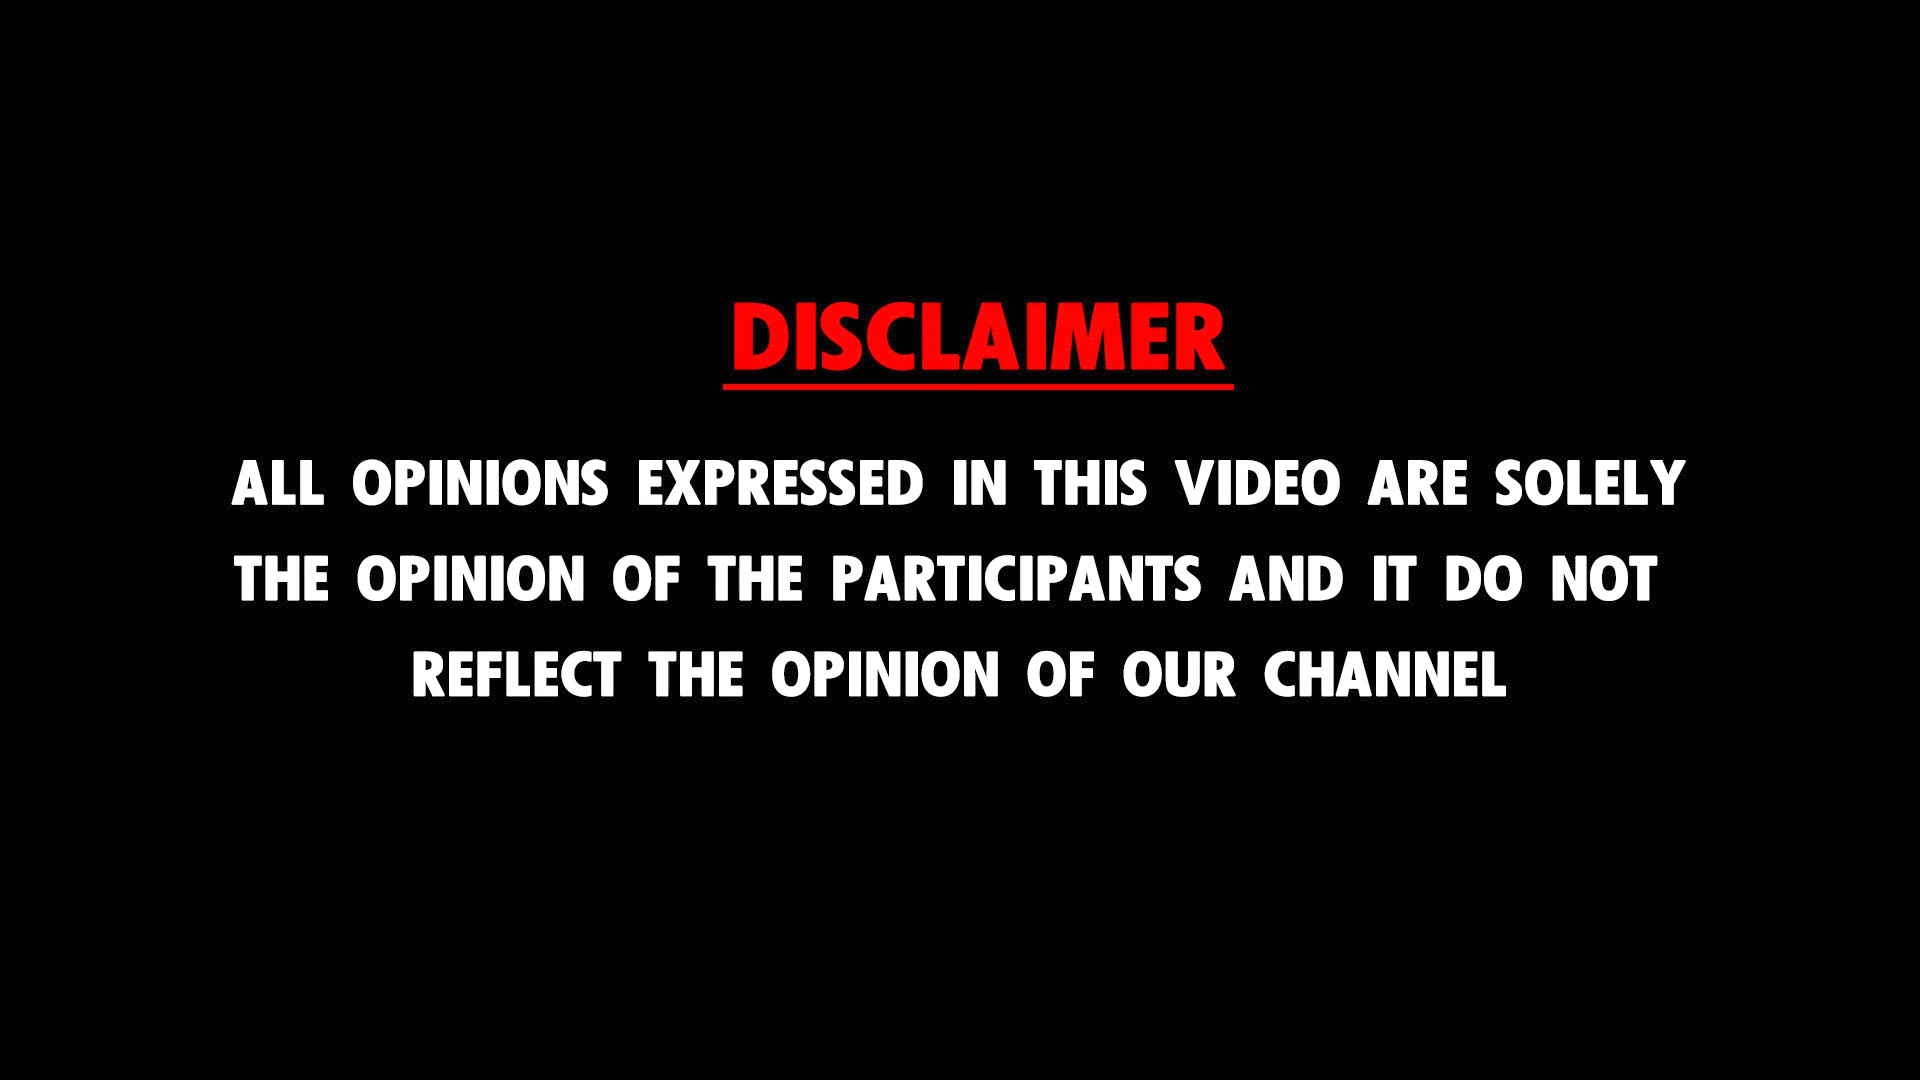 DISCLAIMER
ALL OPINIONS EXPRESSED IN THIS VIDEO ARE SOLELY
THE OPINION OF THE PARTICIPANTS AND IT DO NOT
REFLECT THE OPINION OF OUR CHANNEL